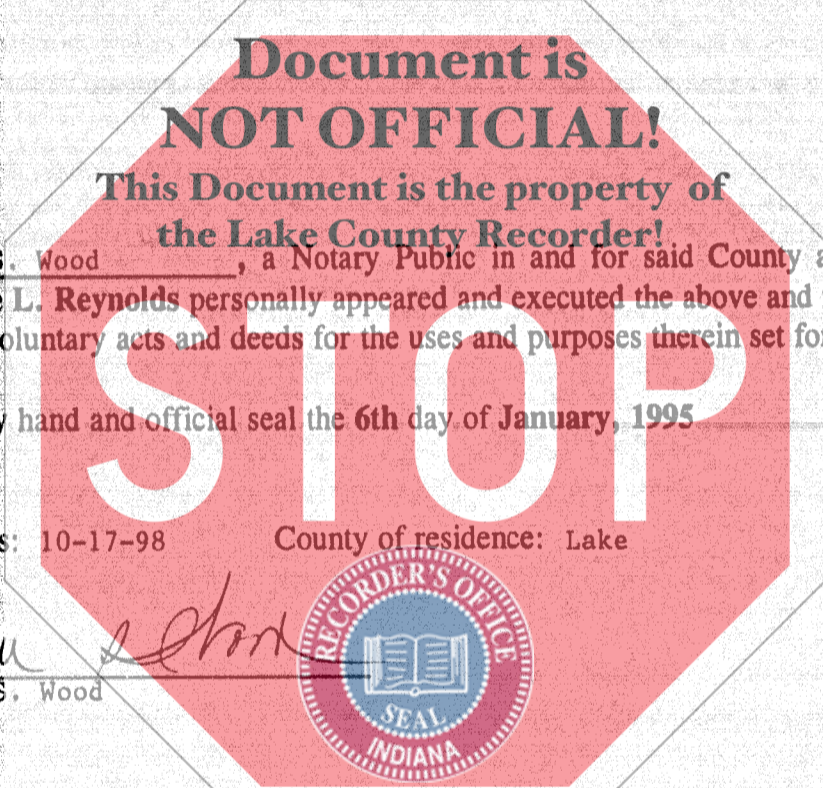 Document is
NOT OFFICIAL!
This Document is the property of
the Lake County Recorder!
S. Wood, a Notary Public in and for said County a
L. Reynolds personally appeared and executed the above and
oluntary acts and deeds for the uses and purposes therein set for
STOP
y hand and official seal the 6th day of January, 1995
s: 10-17-98 County of residence: Lake
RECORDER'S OFFICE
SEAL
INDIANA
S. Wood